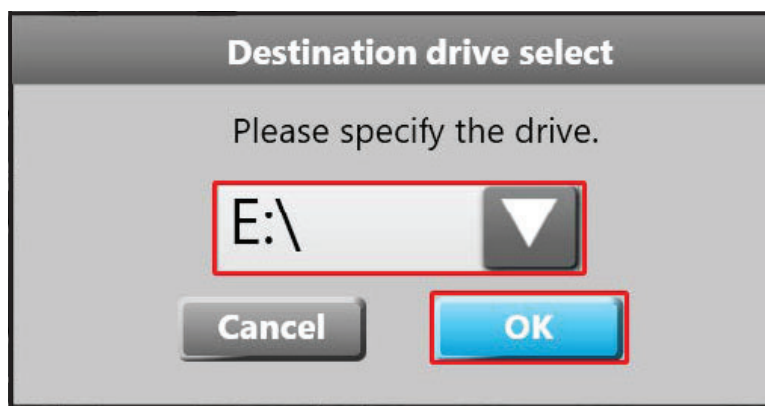 Destination drive select
Please specify the drive.
E:\
Cancel
OK